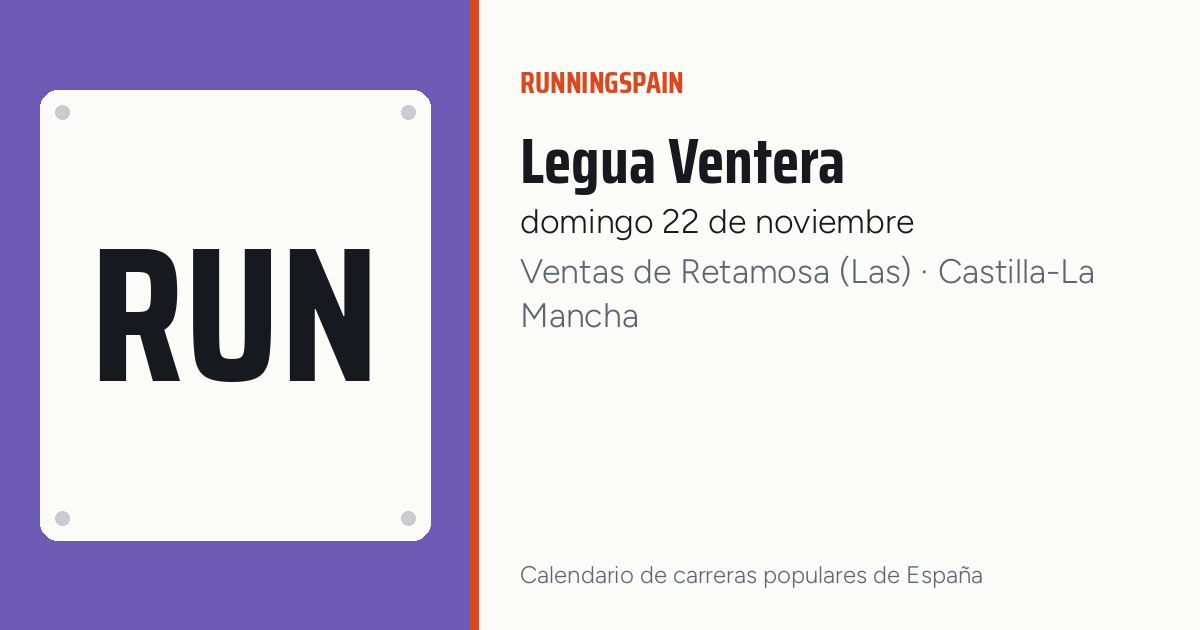 RUN
RUNNINGSPAIN
Legua Ventera
domingo 22 de noviembre
Ventas de Retamosa (Las) · Castilla-La
Mancha
Calendario de carreras populares de España